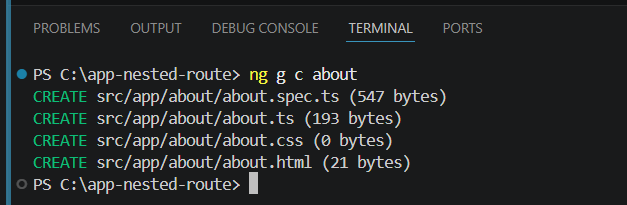 PROBLEMS OUTPUT DEBUG CONSOLE TERMINAL PORTS
PS C:\app-nested-route> ng g c about
CREATE src/app/about/about.spec.ts (547 bytes)
CREATE src/app/about/about.ts (193 bytes)
CREATE src/app/about/about.css (0 bytes)
CREATE src/app/about/about.html (21 bytes)
PS C:\app-nested-route>